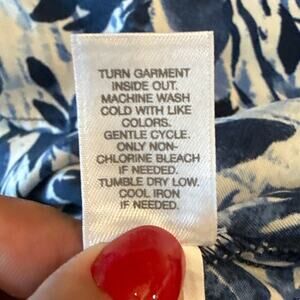 TURN GARMENT
INSIDE OUT.
MACHINE WASH
COLD WITH LIKE
COLORS.
GENTLE CYCLE.
ONLY NON-
CHLORINE BLEACH
IF NEEDED.
TUMBLE DRY LOW.
COOL IRON
IF NEEDED.